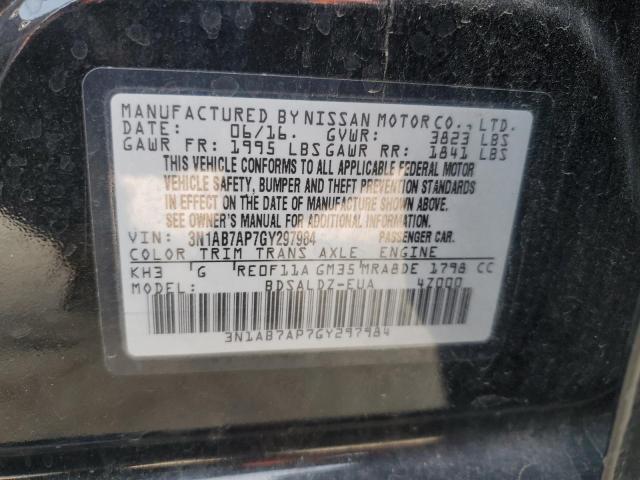 MANUFACTURED BY NISSAN MOTOR CO., LTD.
DATE: 06/16. GVWR: 3823 LBS
GAWR FR: 1995 LBS GAWR RR: 1841 LBS
THIS VEHICLE CONFORMS TO ALL APPLICABLE FEDERAL MOTOR
VEHICLE SAFETY, BUMPER AND THEFT PREVENTION STANDARDS
IN EFFECT ON THE DATE OF MANUFACTURE SHOWN ABOVE.
SEE OWNER'S MANUAL FOR ADDITIONAL INFORMATION.
VIN: 3N1AB7AP7GY297984 PASSENGER CAR.
COLOR TRIM TRANS AXLE ENGINE
KH3 G RE0F11A GM35 MRA8DE 1798 CC
MODEL: BDSALDZ-EUA 4Z000
3N1AB7AP7GY297984